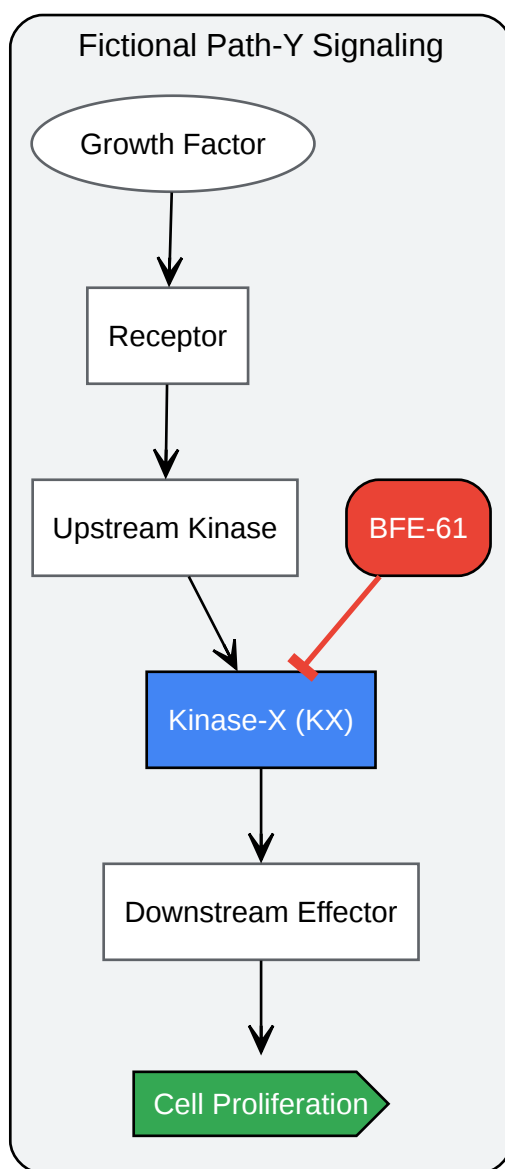 Fictional Path-Y Signaling
Growth Factor
Receptor
Upstream Kinase
BFE-61
Kinase-X (KX)
Downstream Effector
Cell Proliferation